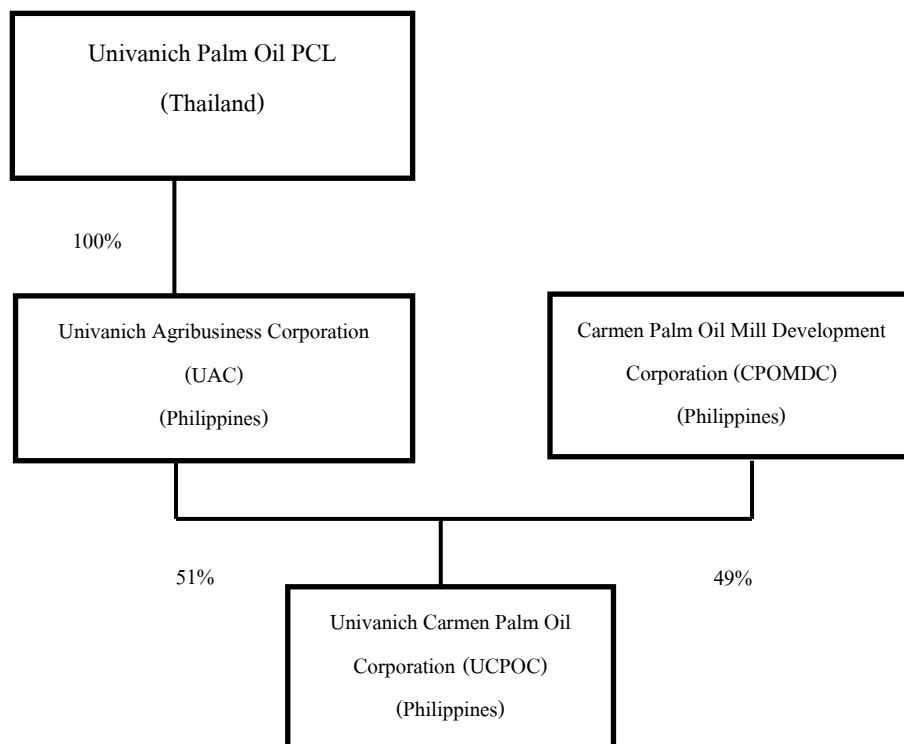 Univanich Palm Oil PCL
(Thailand)
100%
Univanich Agribusiness Corporation
(UAC)
(Philippines)
Carmen Palm Oil Mill Development
Corporation (CPOMDC)
(Philippines)
51%
49%
Univanich Carmen Palm Oil
Corporation (UCPOC)
(Philippines)